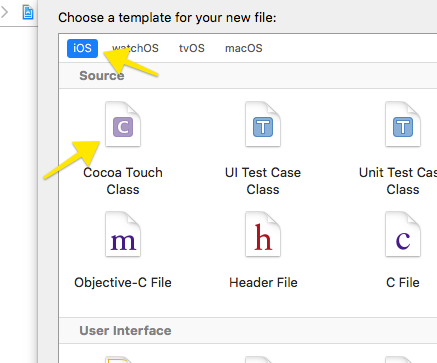 Choose a template for your new file:
iOS watchOS tvOS macOS
Source
C T T
Cocoa Touch Class
UI Test Case Class
Unit Test Case Class
m h c
Objective-C File Header File C File
User Interface